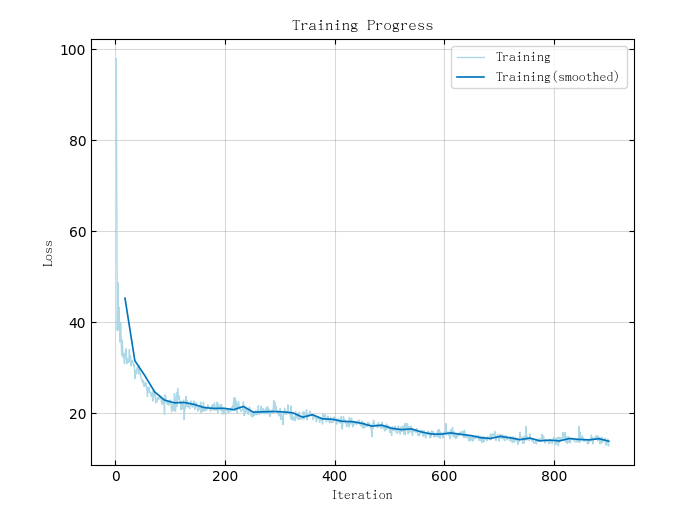 Training Progress
100
Training
Training(smoothed)
80
60
Loss
40
20
0 200 400 600 800
Iteration